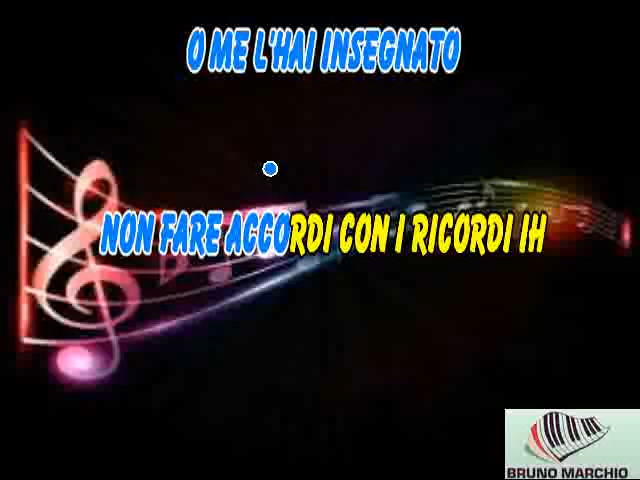 O ME L'HAI INSEGNATO
NON FARE ACCORDI CON I RICORDI IH
BRUNO MARCHIO